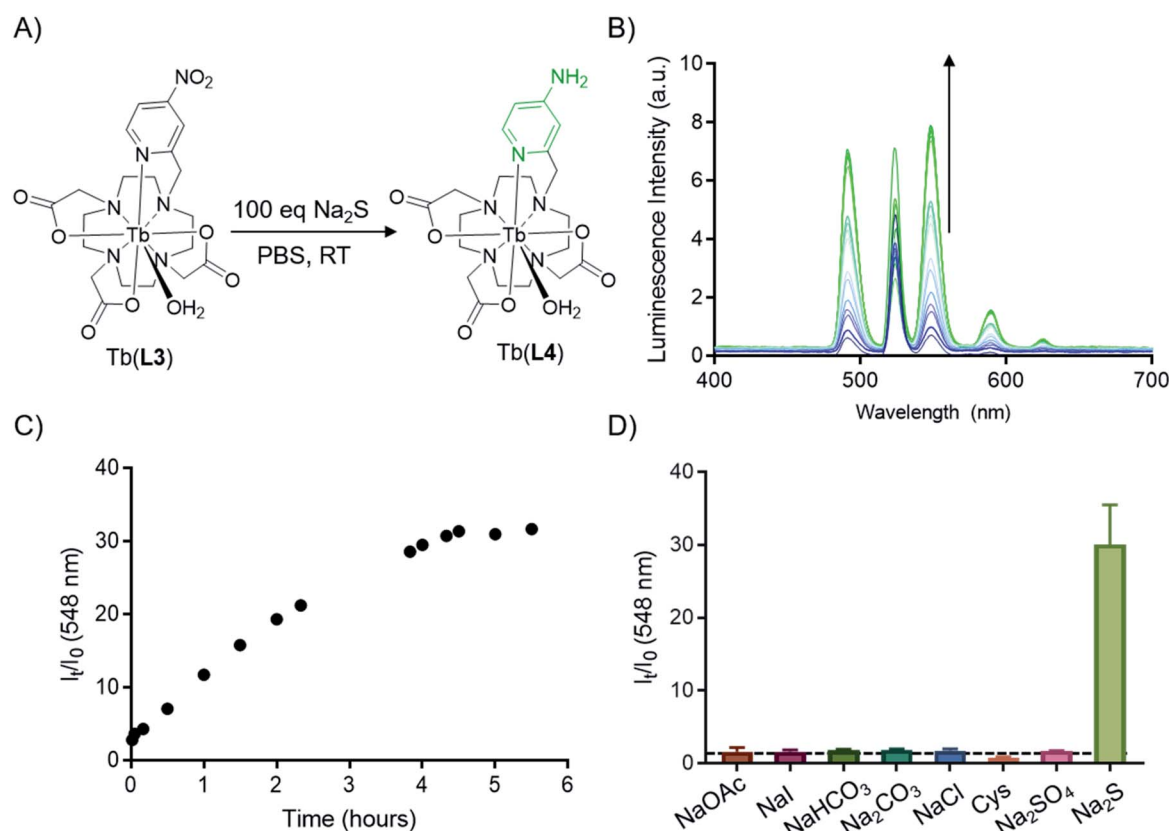 A)
NO₂
N
N
N
N
N
O
O
O
O
O
O
Tb
OH₂
Tb(L3)
100 eq Na₂S
PBS, RT
NH₂
N
N
N
N
N
O
O
O
O
O
O
Tb
OH₂
Tb(L4)
B)
Luminescence Intensity (a.u.)
10
8
6
4
2
0
400 500 600 700
Wavelength (nm)
C)
Iₜ/I₀ (548 nm)
40
30
20
10
0
0 1 2 3 4 5 6
Time (hours)
D)
Iₜ/I₀ (548 nm)
40
30
20
10
0
NaOAc
NaI
NaHCO₃
Na₂CO₃
NaCl
Cys
Na₂SO₄
Na₂S